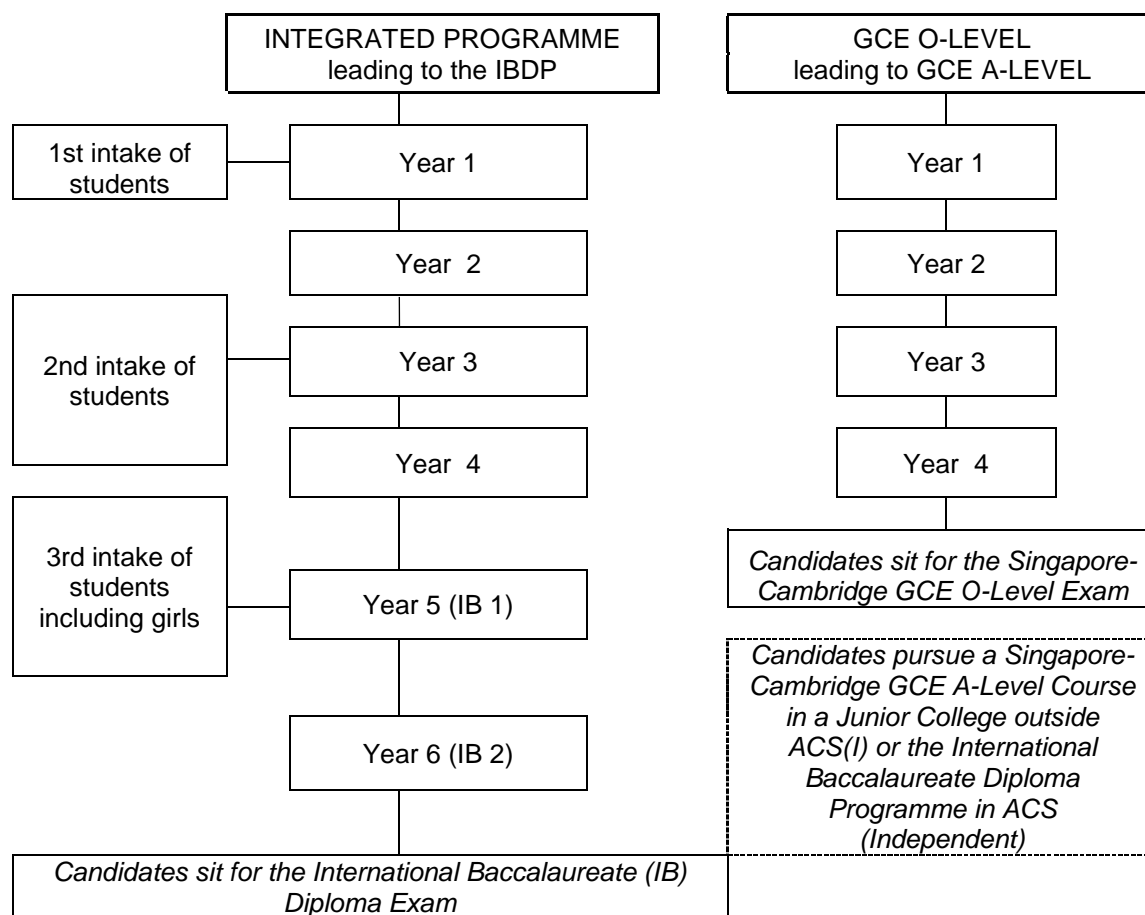 INTEGRATED PROGRAMME
leading to the IBDP
GCE O-LEVEL
leading to GCE A-LEVEL
1st intake of
students
Year 1
Year 1
Year  2
Year 2
2nd intake of
students
Year 3
Year 3
Year  4
Year  4
3rd intake of
students
including girls
Year 5 (IB 1)
Candidates sit for the Singapore-
Cambridge GCE O-Level Exam
Year 6 (IB 2)
Candidates pursue a Singapore-
Cambridge GCE A-Level Course
in a Junior College outside
ACS(I) or the International
Baccalaureate Diploma
Programme in ACS
(Independent)
Candidates sit for the International Baccalaureate (IB)
Diploma Exam